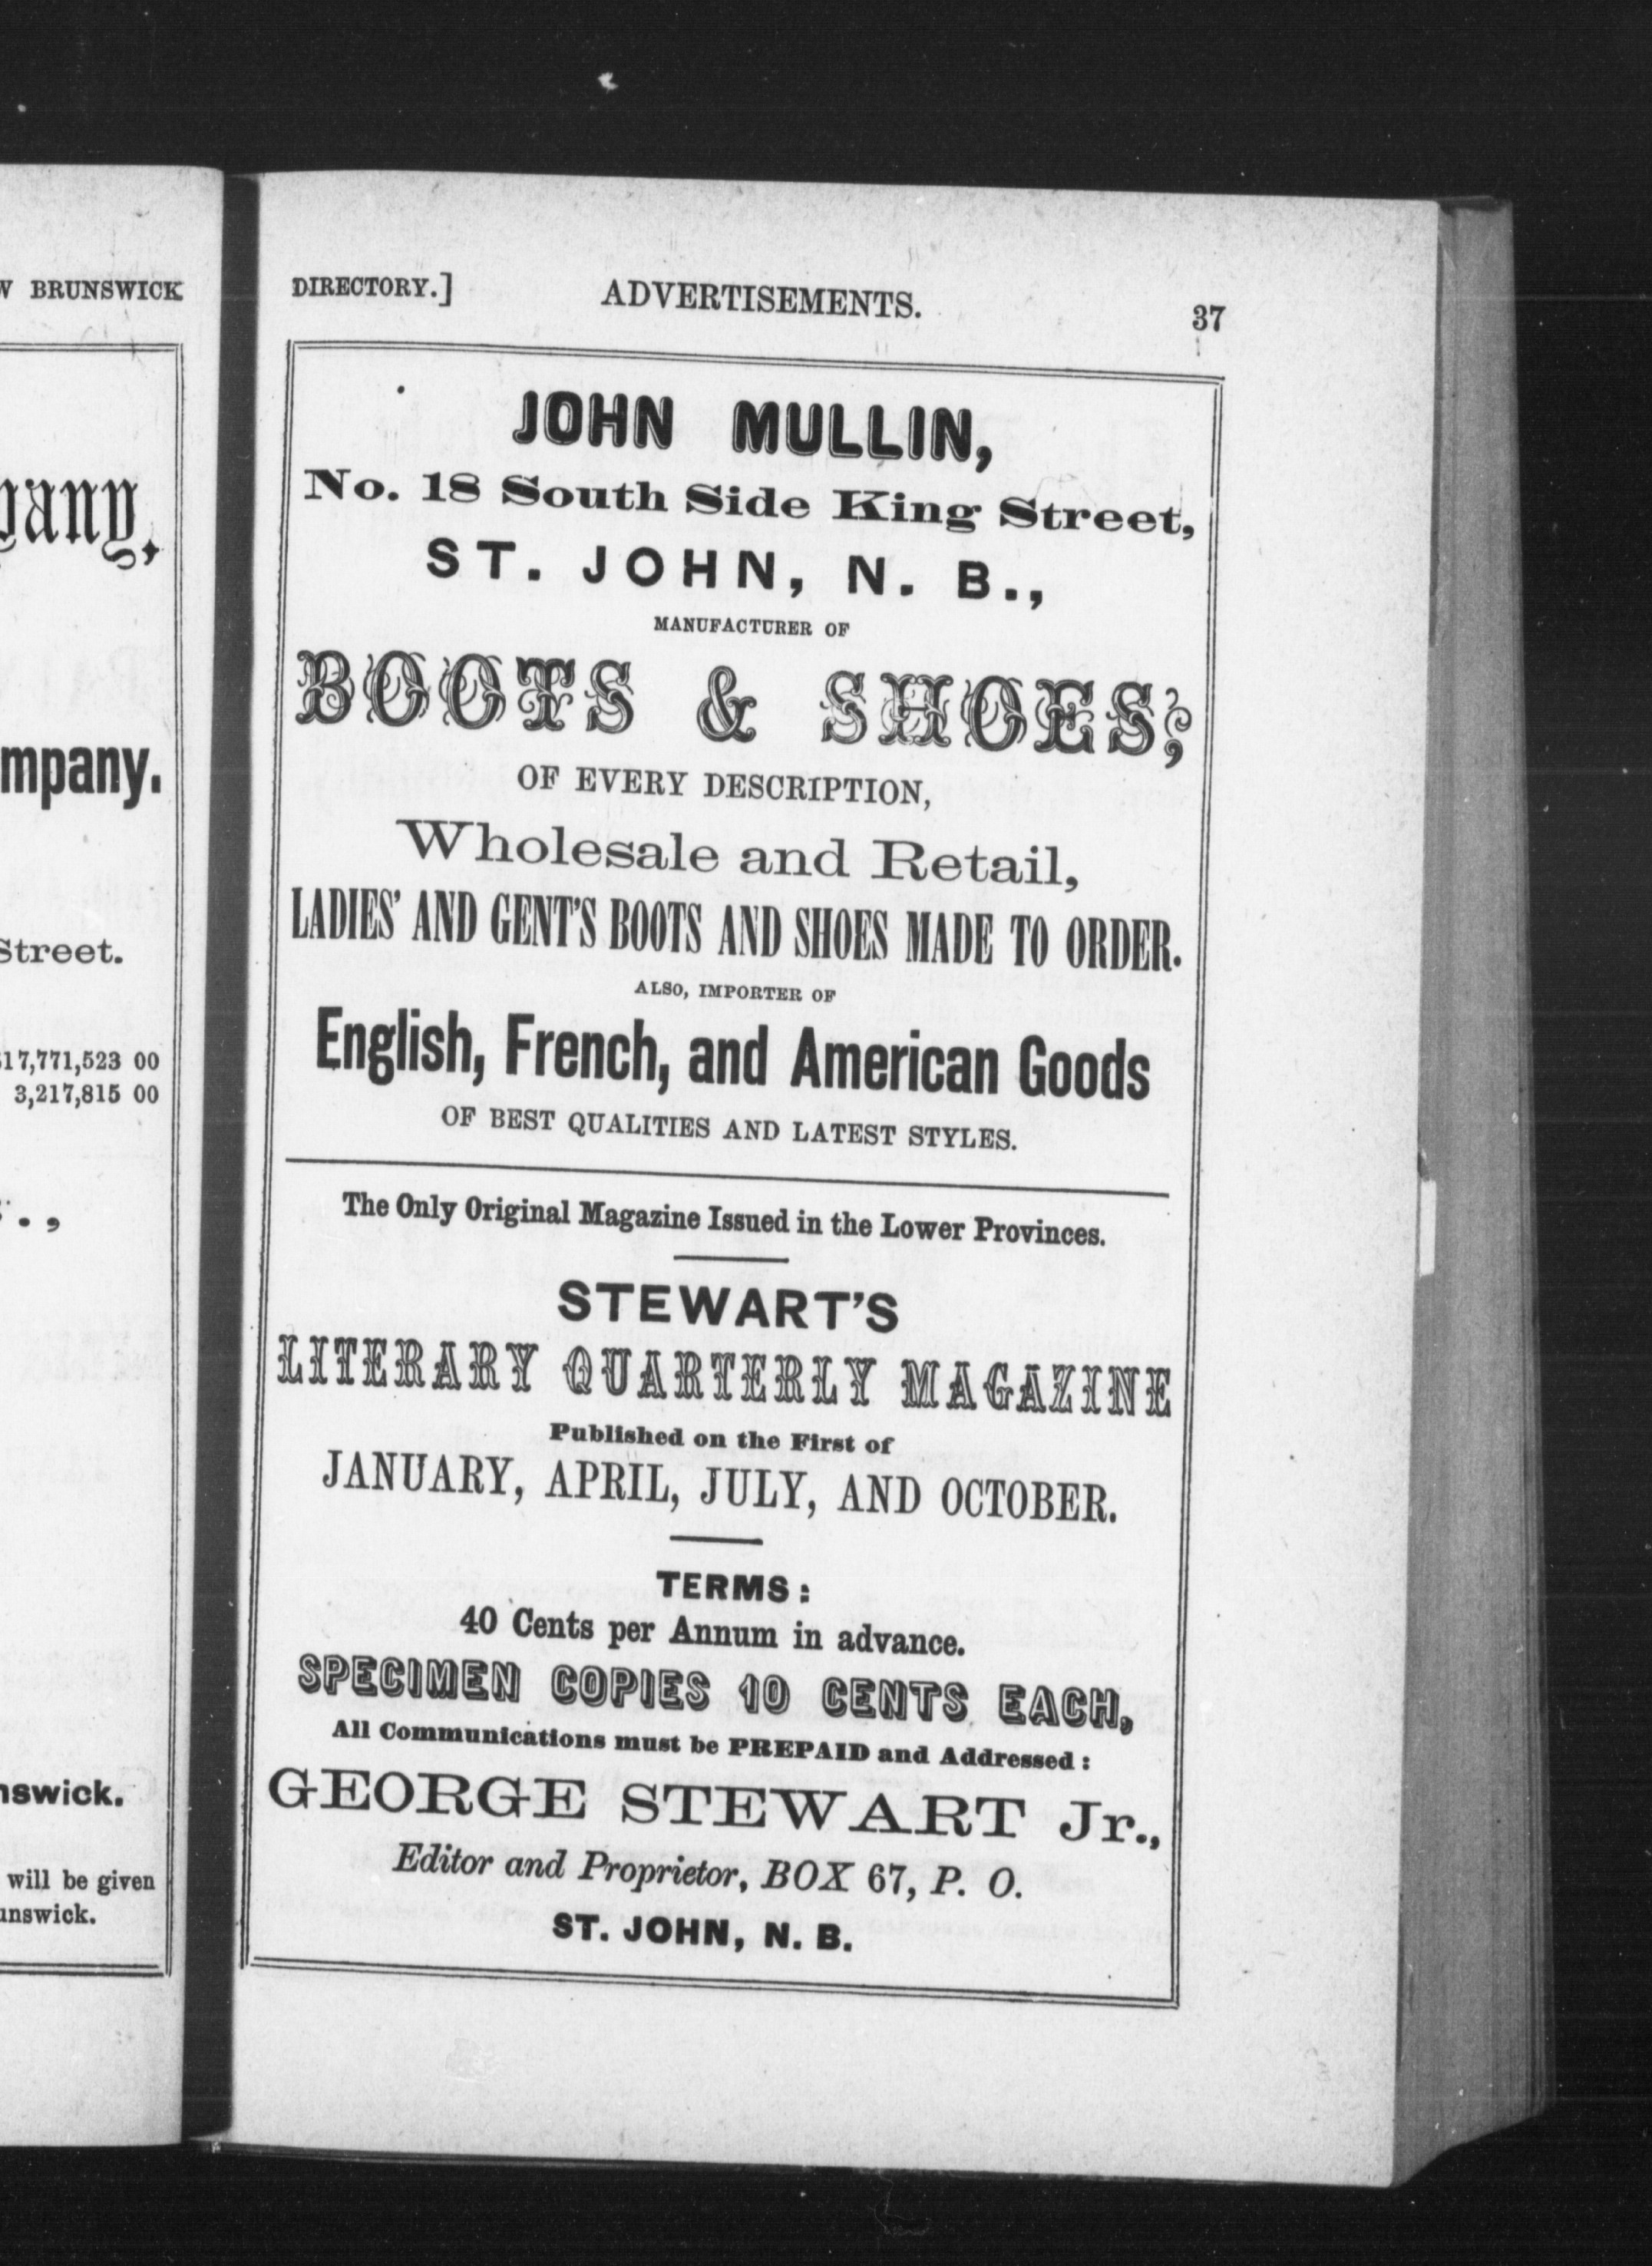 BRUNSWICK
mpany.
Street.
17,771,523 00
3,217,815 00
will be given
DIRECTORY.] ADVERTISEMENTS. 37
JOHN MULLIN,
No. 18 South Side King Street,
ST. JOHN, N. B.,
MANUFACTURER OF
BOOTS & SHOES,
OF EVERY DESCRIPTION,
Wholesale and Retail,
LADIES' AND GENT'S BOOTS AND SHOES MADE TO ORDER.
ALSO, IMPORTER OF
English, French, and American Goods
OF BEST QUALITIES AND LATEST STYLES.
The Only Original Magazine Issued in the Lower Provinces.
STEWART'S
LITERARY QUARTERLY MAGAZINE
Published on the First of
JANUARY, APRIL, JULY, AND OCTOBER.
TERMS:
40 Cents per Annum in advance.
SPECIMEN COPIES 10 CENTS EACH,
All Communications must be PREPAID and Addressed:
GEORGE STEWART Jr.,
Editor and Proprietor, BOX 67, P. O.
ST. JOHN, N. B.